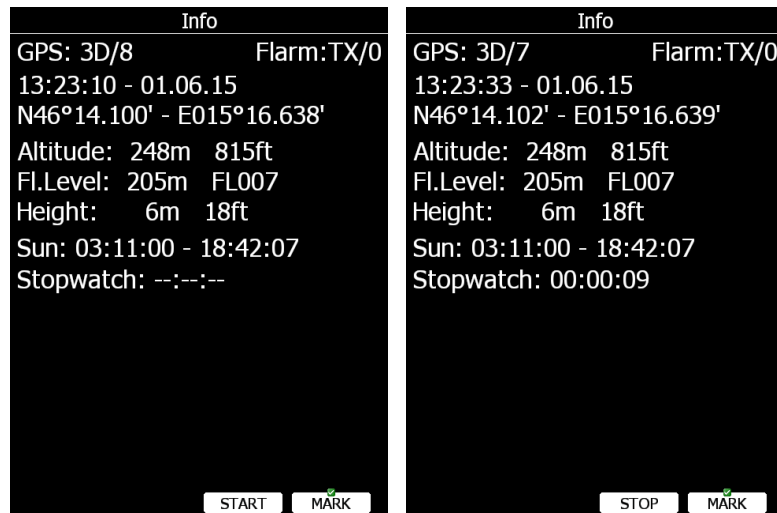 Info
GPS: 3D/8 Flarm:TX/0
13:23:10 - 01.06.15
N46°14.100' - E015°16.638'
Altitude: 248m 815ft
Fl.Level: 205m FL007
Height: 6m 18ft
Sun: 03:11:00 - 18:42:07
Stopwatch: --:--:--
START MARK
Info
GPS: 3D/7 Flarm:TX/0
13:23:33 - 01.06.15
N46°14.102' - E015°16.639'
Altitude: 248m 815ft
Fl.Level: 205m FL007
Height: 6m 18ft
Sun: 03:11:00 - 18:42:07
Stopwatch: 00:00:09
STOP MARK